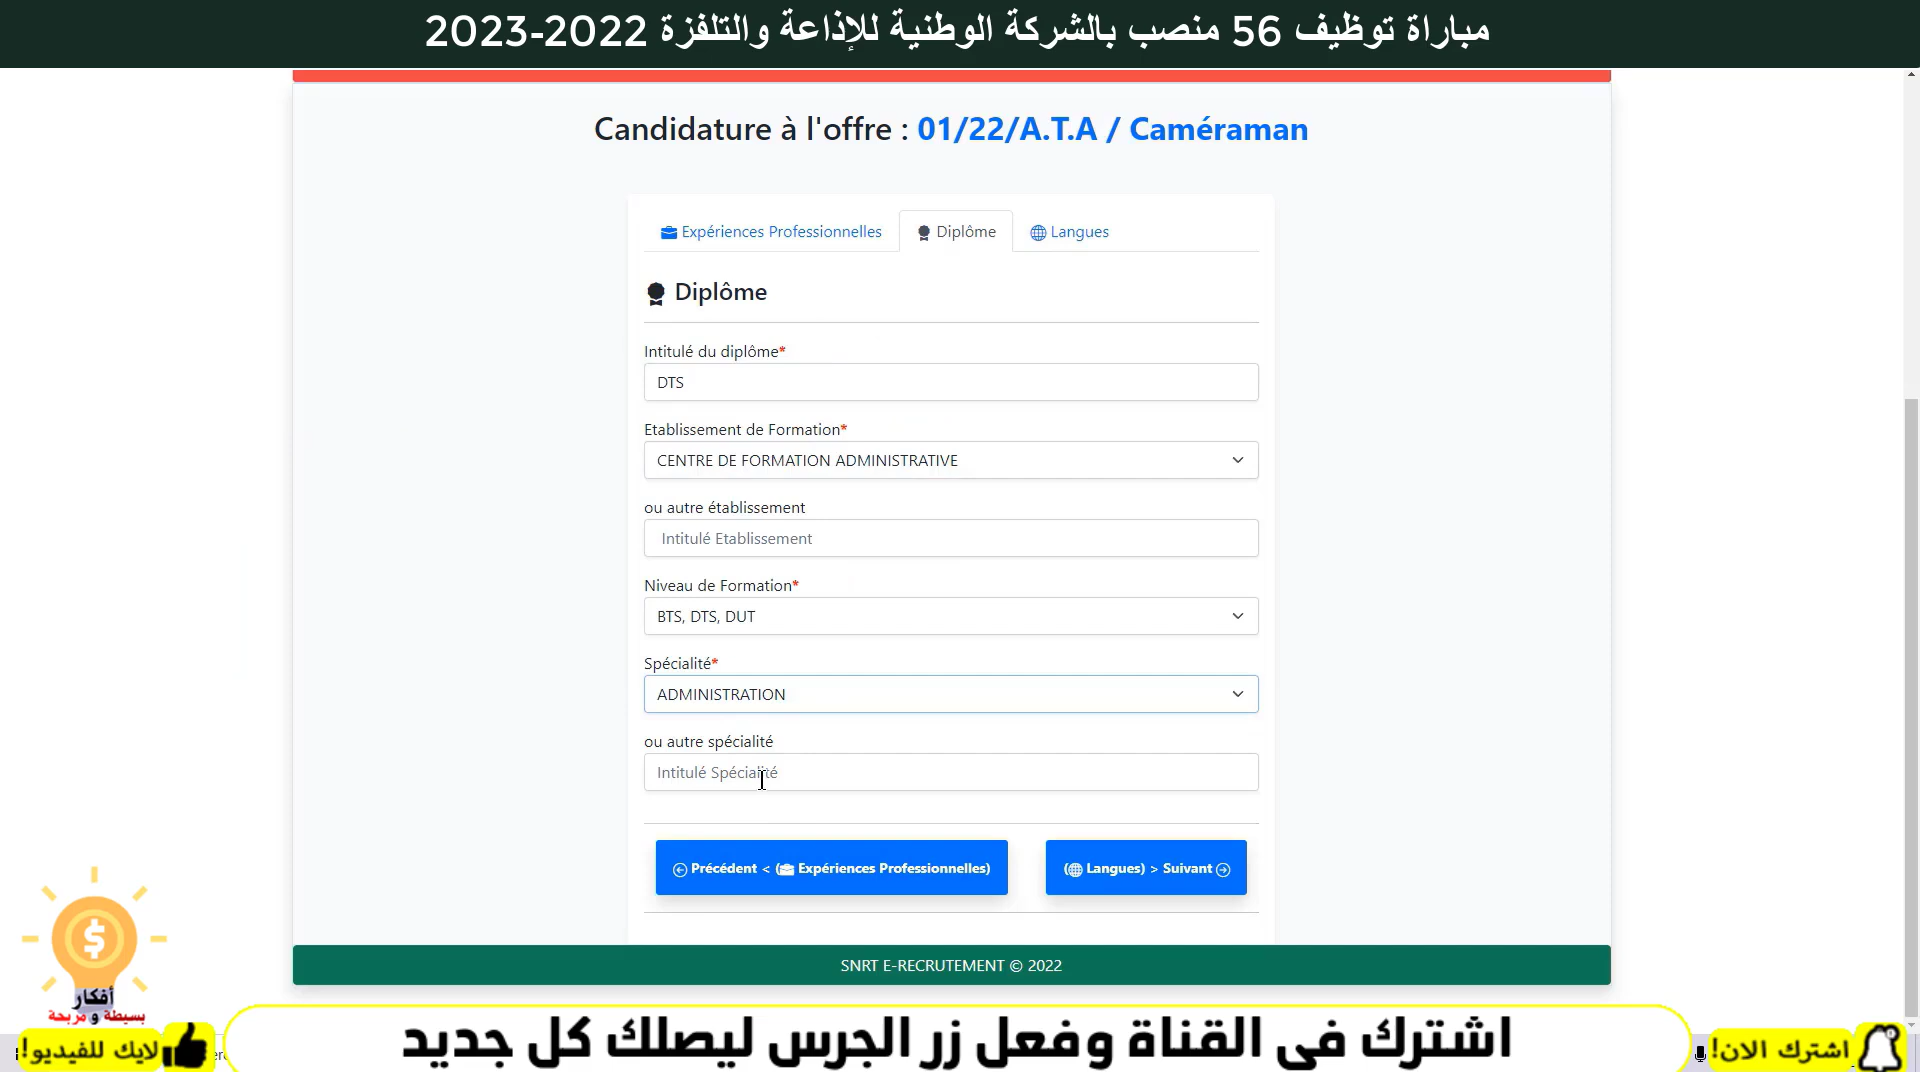 مباراة توظيف 56 منصب بالشركة الوطنية للإذاعة والتلفزة 2022-2023
Candidature à l'offre : 01/22/A.T.A / Caméraman
Expériences Professionnelles
Diplôme
Langues
Diplôme
Intitulé du diplôme*
DTS
Etablissement de Formation*
CENTRE DE FORMATION ADMINISTRATIVE
ou autre établissement
Intitulé Etablissement
Niveau de Formation*
BTS, DTS, DUT
Spécialité*
ADMINISTRATION
ou autre spécialité
Intitulé Spécialité
Précédent < ( Expériences Professionnelles)
( Langues) > Suivant
SNRT E-RECRUTEMENT © 2022
$
أفكار
بسيطة و مربحة
لايك للفيديو!
اشترك فى القناة وفعل زر الجرس ليصلك كل جديد
اشترك الان!